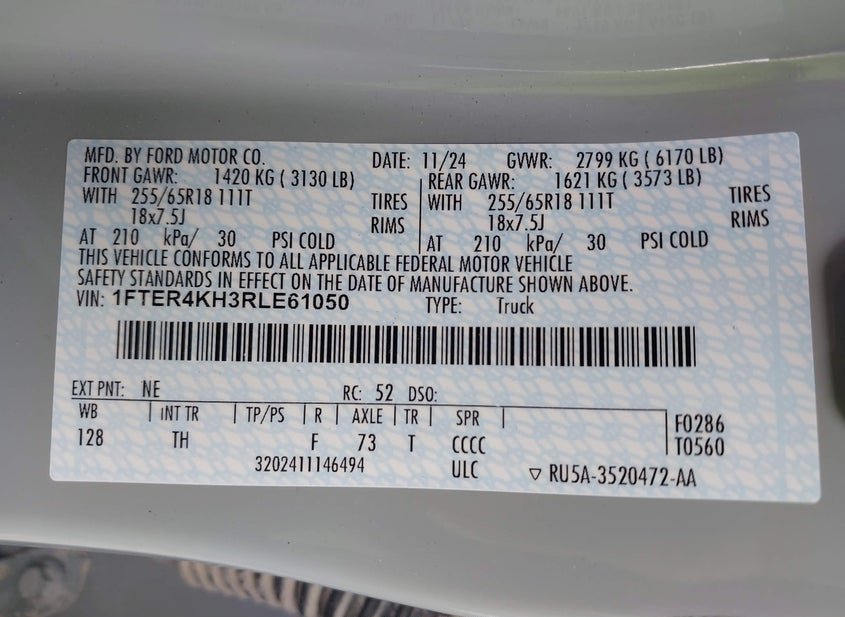 MFD. BY FORD MOTOR CO. DATE: 11/24 GVWR: 2799 KG ( 6170 LB)
FRONT GAWR: 1420 KG ( 3130 LB) REAR GAWR: 1621 KG ( 3573 LB)
WITH 255/65R18 111T TIRES WITH 255/65R18 111T TIRES
18x7.5J RIMS 18x7.5J RIMS
AT 210 kPa/ 30 PSI COLD AT 210 kPa/ 30 PSI COLD
THIS VEHICLE CONFORMS TO ALL APPLICABLE FEDERAL MOTOR VEHICLE
SAFETY STANDARDS IN EFFECT ON THE DATE OF MANUFACTURE SHOWN ABOVE.
VIN: 1FTER4KH3RLE61050 TYPE: Truck
EXT PNT: NE RC: 52 DSO:
WB INT TR TP/PS R AXLE TR SPR F0286
128 TH F 73 T CCCC T0560
3202411146494 ULC ▽ RU5A-3520472-AA